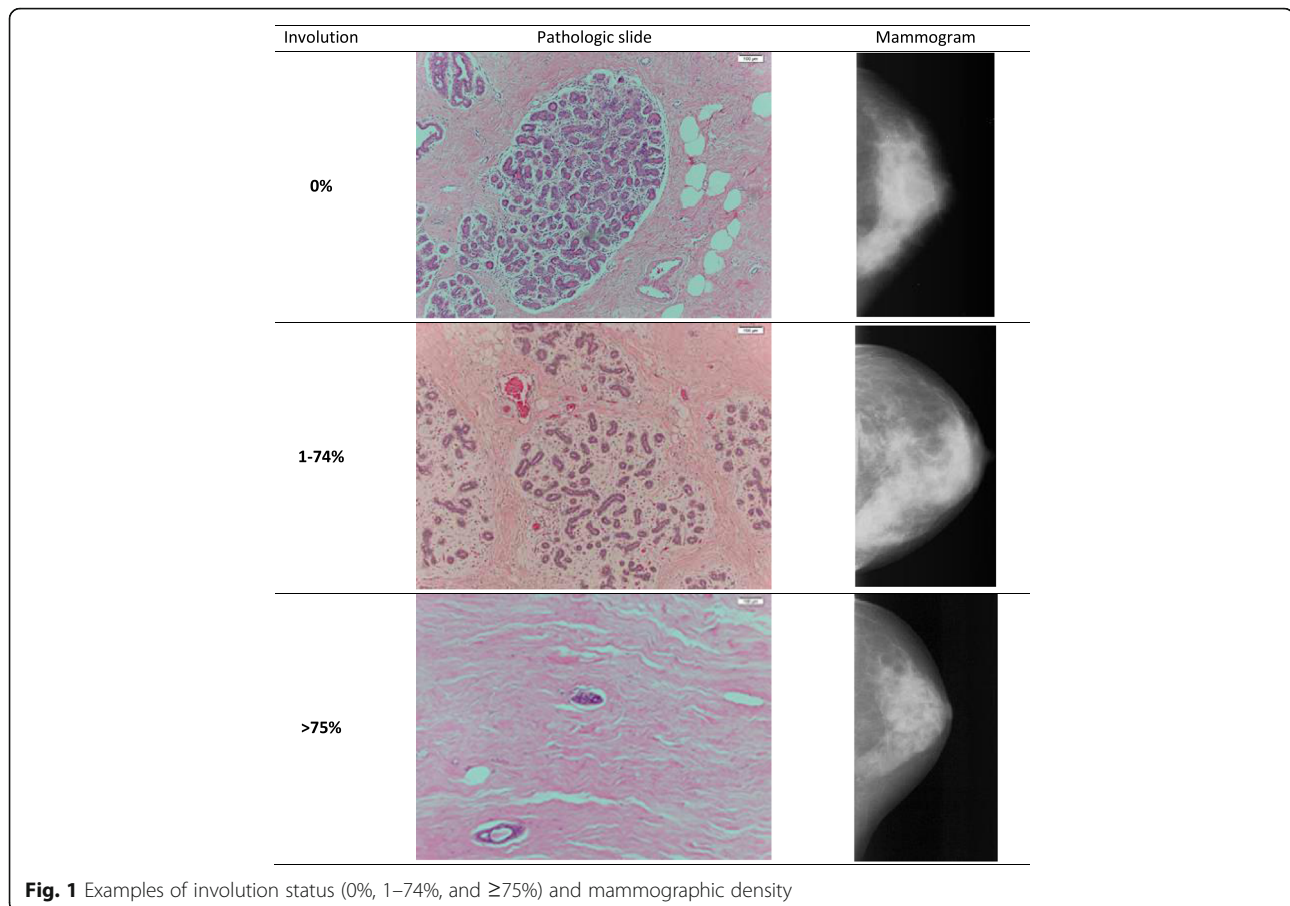 Involution Pathologic slide Mammogram
0%
1-74%
>75%
Fig. 1 Examples of involution status (0%, 1–74%, and ≥75%) and mammographic density